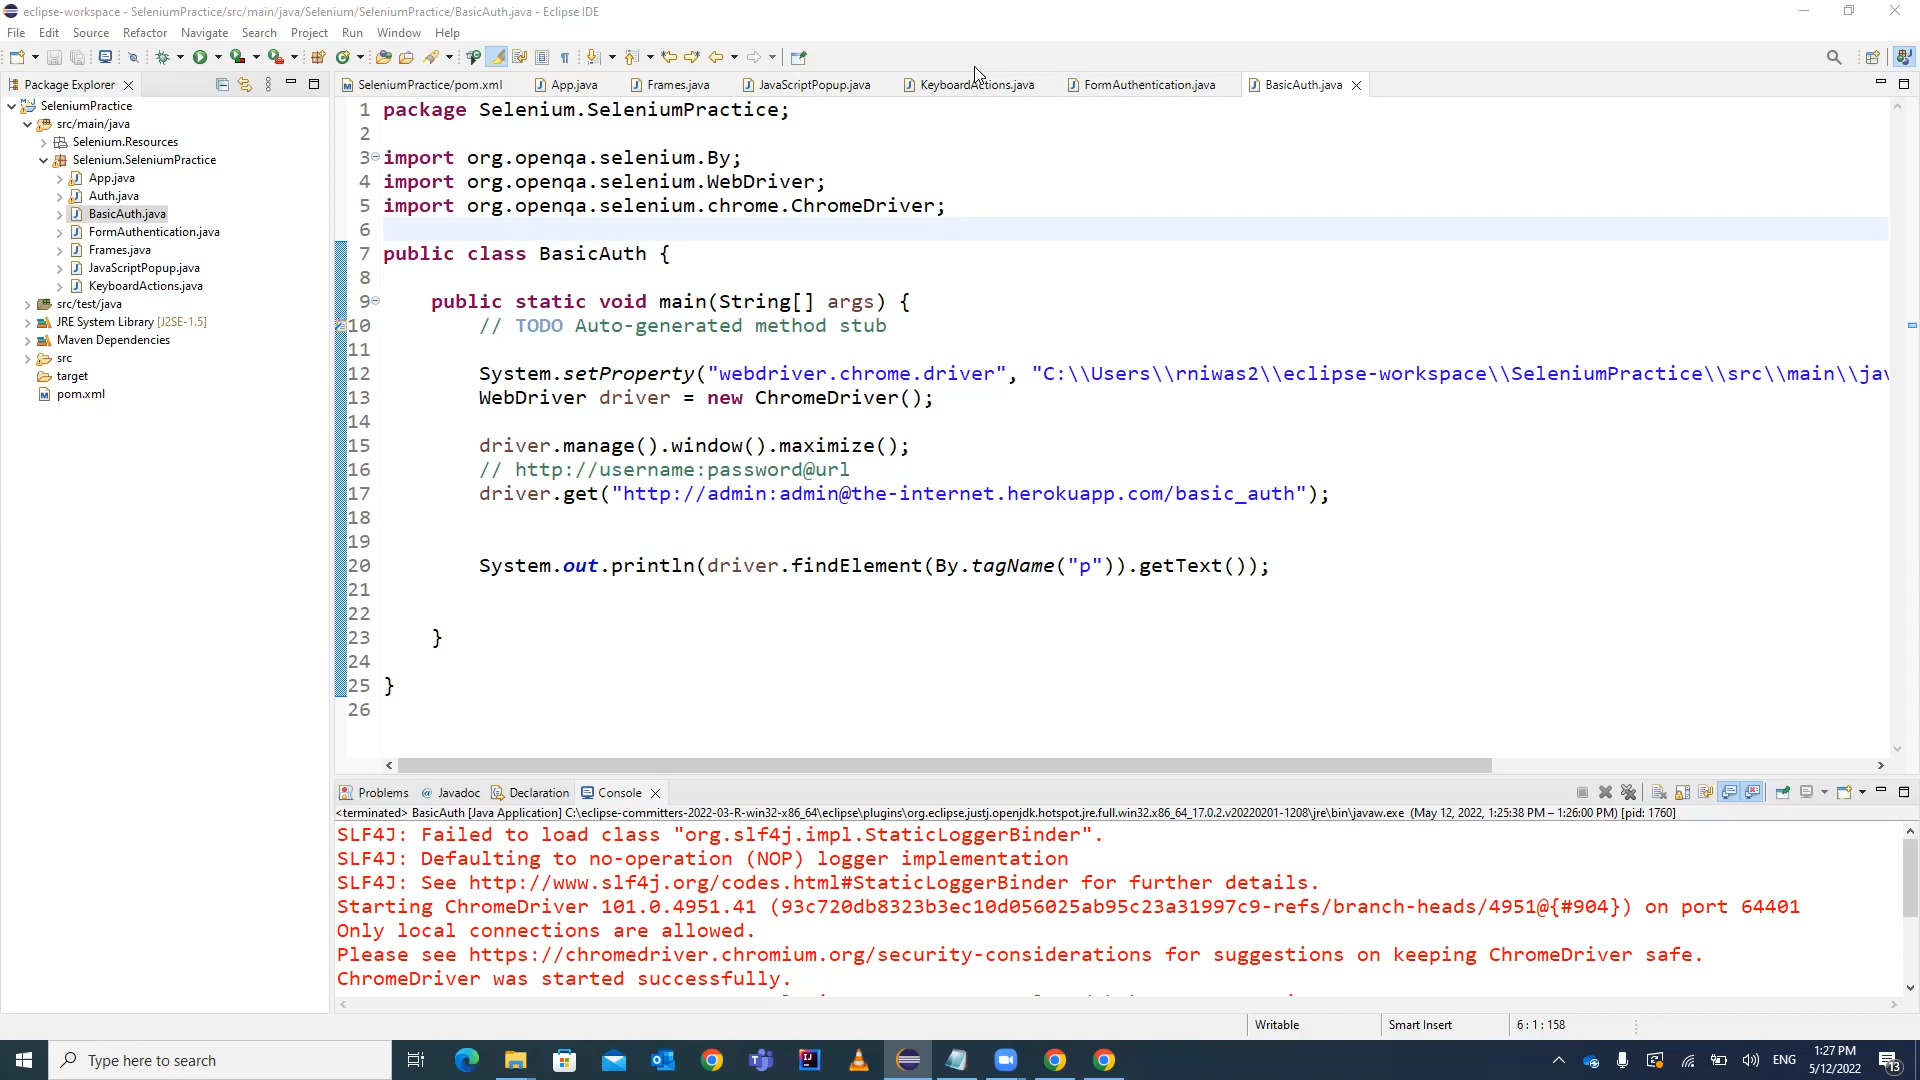 eclipse-workspace - SeleniumPractice/src/main/java/Selenium/SeleniumPractice/BasicAuth.java - Eclipse IDE
File Edit Source Refactor Navigate Search Project Run Window Help
Package Explorer
SeleniumPractice/pom.xml App.java Frames.java JavaScriptPopup.java KeyboardActions.java FormAuthentication.java BasicAuth.java
SeleniumPractice
src/main/java
Selenium.Resources
Selenium.SeleniumPractice
App.java
Auth.java
BasicAuth.java
FormAuthentication.java
Frames.java
JavaScriptPopup.java
KeyboardActions.java
src/test/java
JRE System Library [J2SE-1.5]
Maven Dependencies
src
target
pom.xml
1 package Selenium.SeleniumPractice;
2
3 import org.openqa.selenium.By;
4 import org.openqa.selenium.WebDriver;
5 import org.openqa.selenium.chrome.ChromeDriver;
6
7 public class BasicAuth {
8
9 public static void main(String[] args) {
10 // TODO Auto-generated method stub
11
12 System.setProperty("webdriver.chrome.driver", "C:\\Users\\rniwas2\\eclipse-workspace\\SeleniumPractice\\src\\main\\jav
13 WebDriver driver = new ChromeDriver();
14
15 driver.manage().window().maximize();
16 // http://username:password@url
17 driver.get("http://admin:admin@the-internet.herokuapp.com/basic_auth");
18
19
20 System.out.println(driver.findElement(By.tagName("p")).getText());
21
22
23 }
24
25 }
26
Problems Javadoc Declaration Console
<terminated> BasicAuth [Java Application] C:\eclipse-committers-2022-03-R-win32-x86_64\eclipse\plugins\org.eclipse.justj.openjdk.hotspot.jre.full.win32.x86_64_17.0.2.v20220201-1208\jre\bin\javaw.exe (May 12, 2022, 1:25:38 PM – 1:26:00 PM) [pid: 1760]
SLF4J: Failed to load class "org.slf4j.impl.StaticLoggerBinder".
SLF4J: Defaulting to no-operation (NOP) logger implementation
SLF4J: See http://www.slf4j.org/codes.html#StaticLoggerBinder for further details.
Starting ChromeDriver 101.0.4951.41 (93c720db8323b3ec10d056025ab95c23a31997c9-refs/branch-heads/4951@{#904}) on port 64401
Only local connections are allowed.
Please see https://chromedriver.chromium.org/security-considerations for suggestions on keeping ChromeDriver safe.
ChromeDriver was started successfully.
Writable Smart Insert 6 : 1 : 158
Type here to search
ENG 1:27 PM
5/12/2022
13